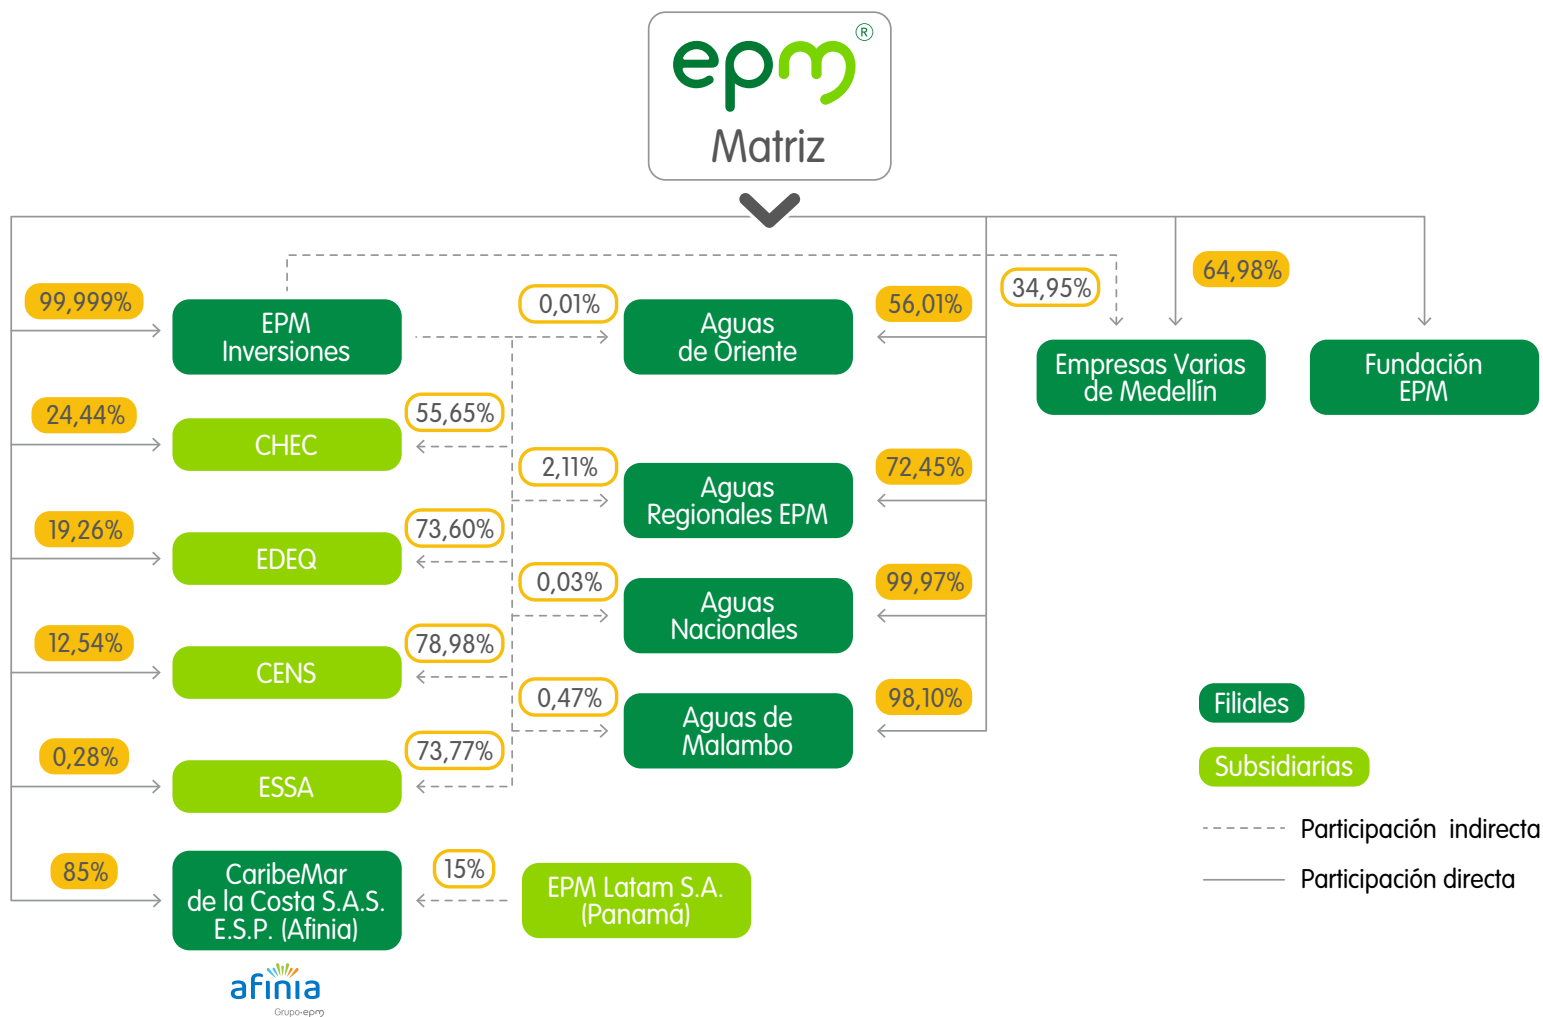 epm®
Matriz
99,999%
EPM
Inversiones
0,01%
Aguas
de Oriente
56,01%
34,95%
64,98%
Empresas Varias
de Medellín
Fundación
EPM
24,44%
CHEC
55,65%
2,11%
Aguas
Regionales EPM
72,45%
19,26%
EDEQ
73,60%
0,03%
Aguas
Nacionales
99,97%
12,54%
CENS
78,98%
0,47%
Aguas de
Malambo
98,10%
0,28%
ESSA
73,77%
85%
CaribeMar
de la Costa S.A.S.
E.S.P. (Afinia)
15%
EPM Latam S.A.
(Panamá)
afinia
Grupo·epm
Filiales
Subsidiarias
Participación indirecta
Participación directa